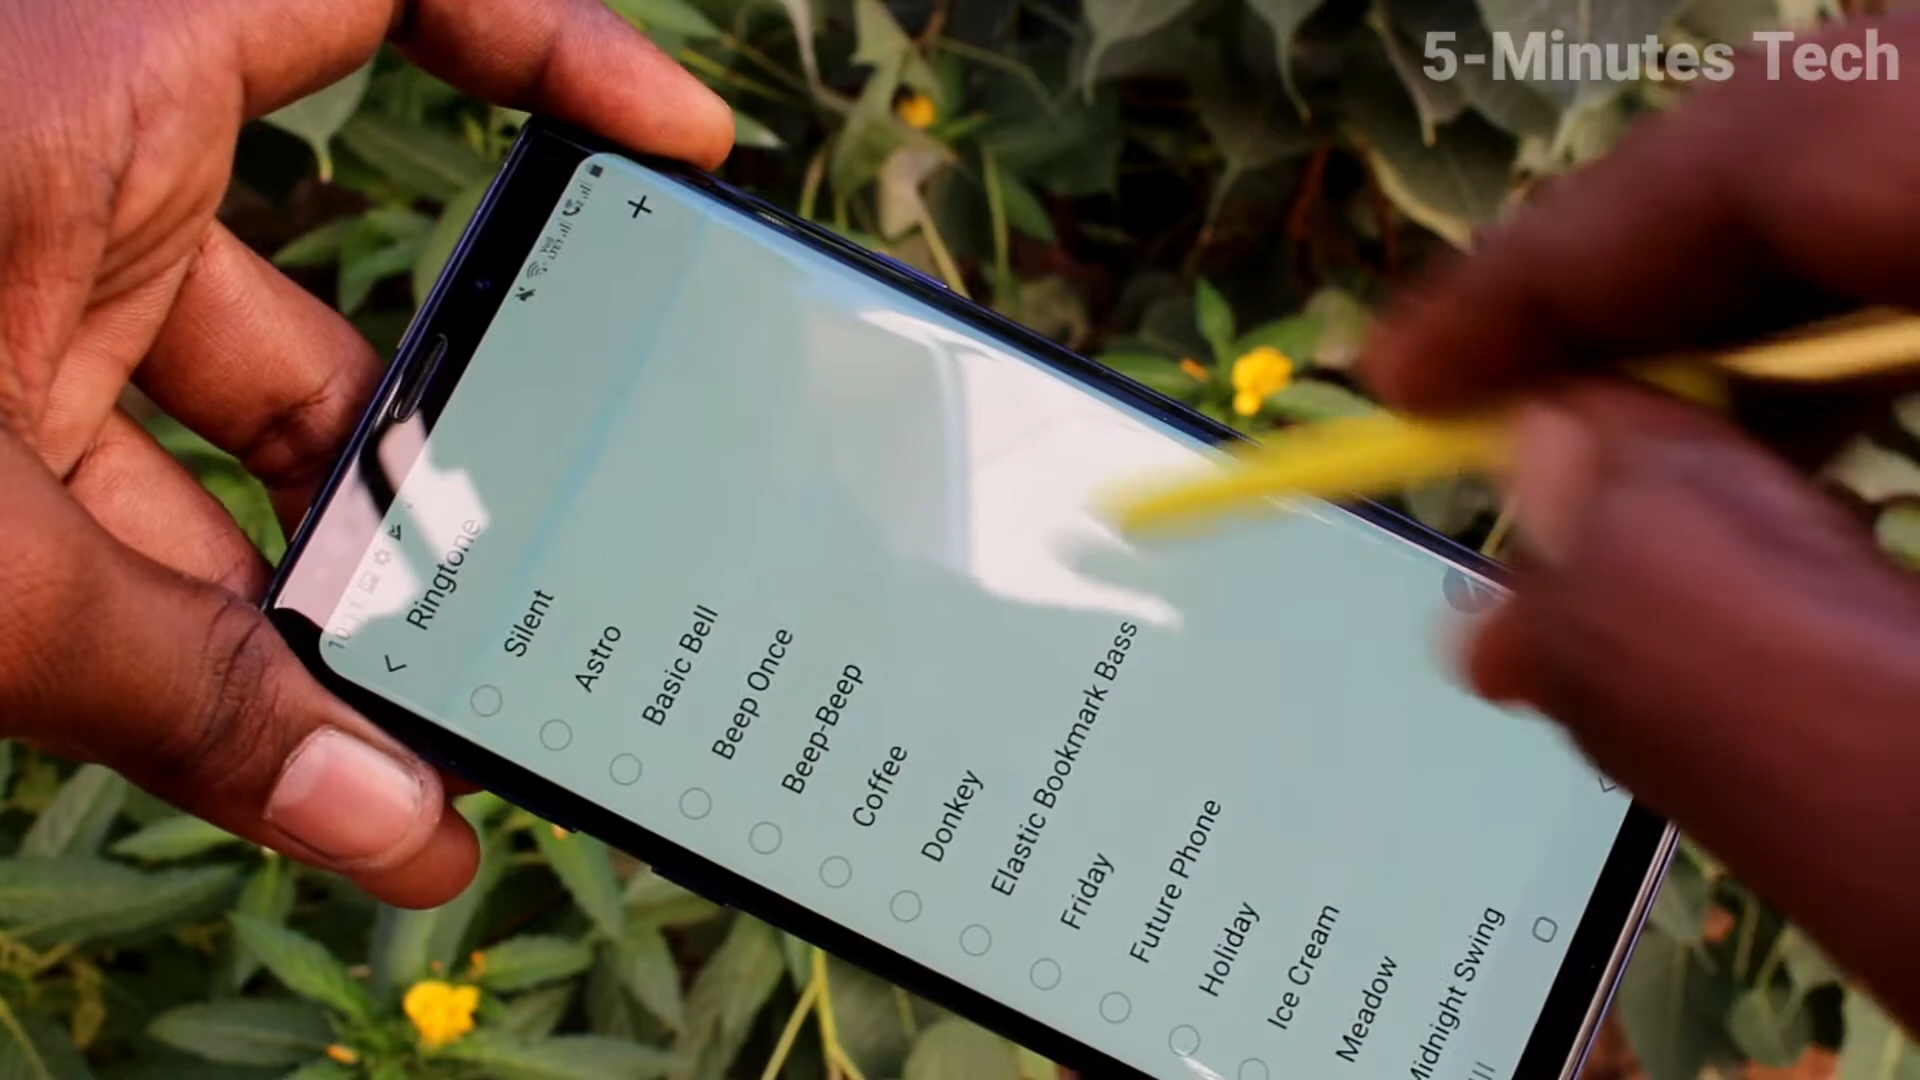 5-Minutes Tech
Ringtone
Silent
Astro
Basic Bell
Beep Once
Beep-Beep
Coffee
Donkey
Elastic Bookmark Bass
Friday
Future Phone
Holiday
Ice Cream
Meadow
Midnight Swing